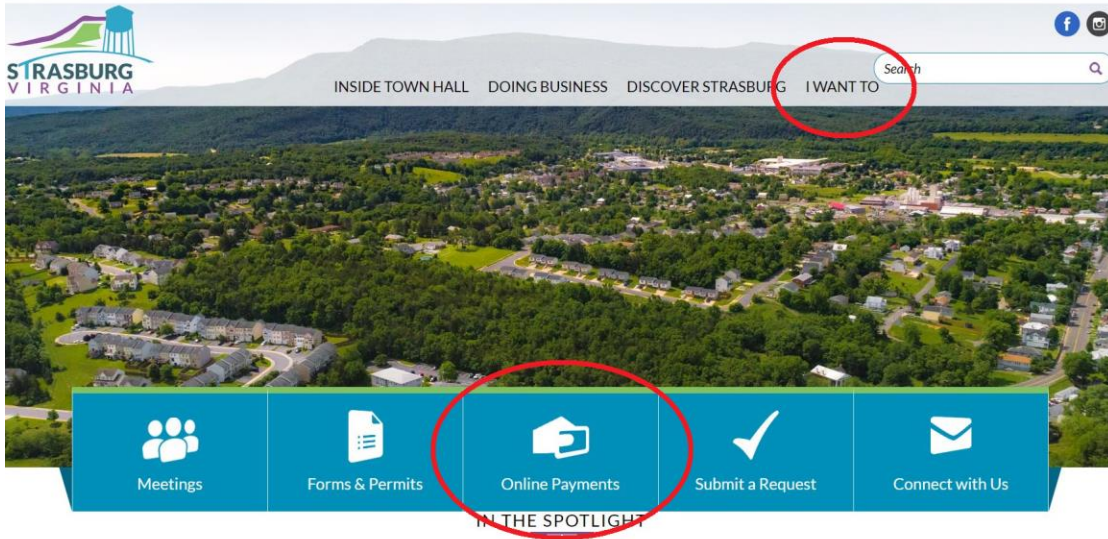 STRASBURG
VIRGINIA
Search
INSIDE TOWN HALL DOING BUSINESS DISCOVER STRASBURG I WANT TO
Meetings Forms & Permits Online Payments Submit a Request Connect with Us
IN THE SPOTLIGHT